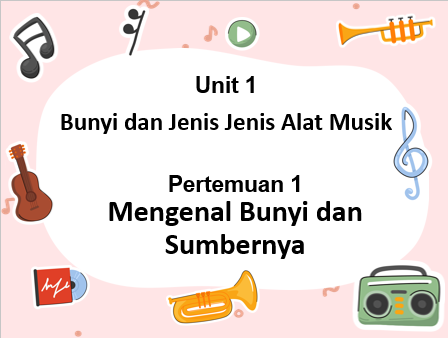 Unit 1
Bunyi dan Jenis Jenis Alat Musik
Pertemuan 1
Mengenal Bunyi dan
Sumbernya